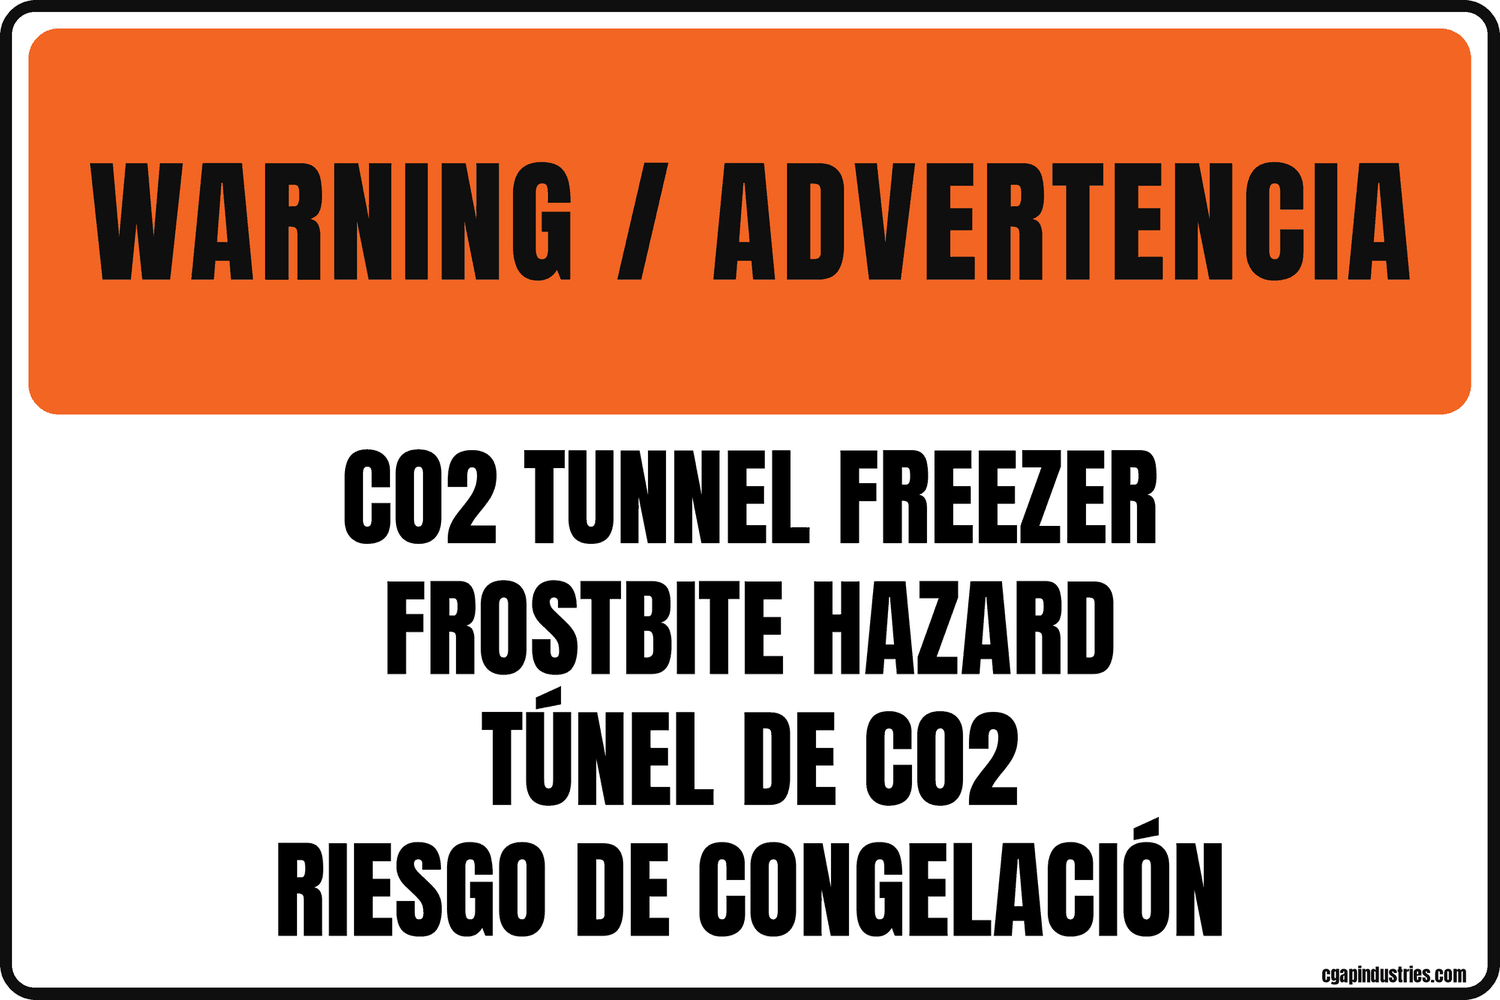 WARNING / ADVERTENCIA
CO2 TUNNEL FREEZER
FROSTBITE HAZARD
TÚNEL DE CO2
RIESGO DE CONGELACIÓN
cgapindustries.com